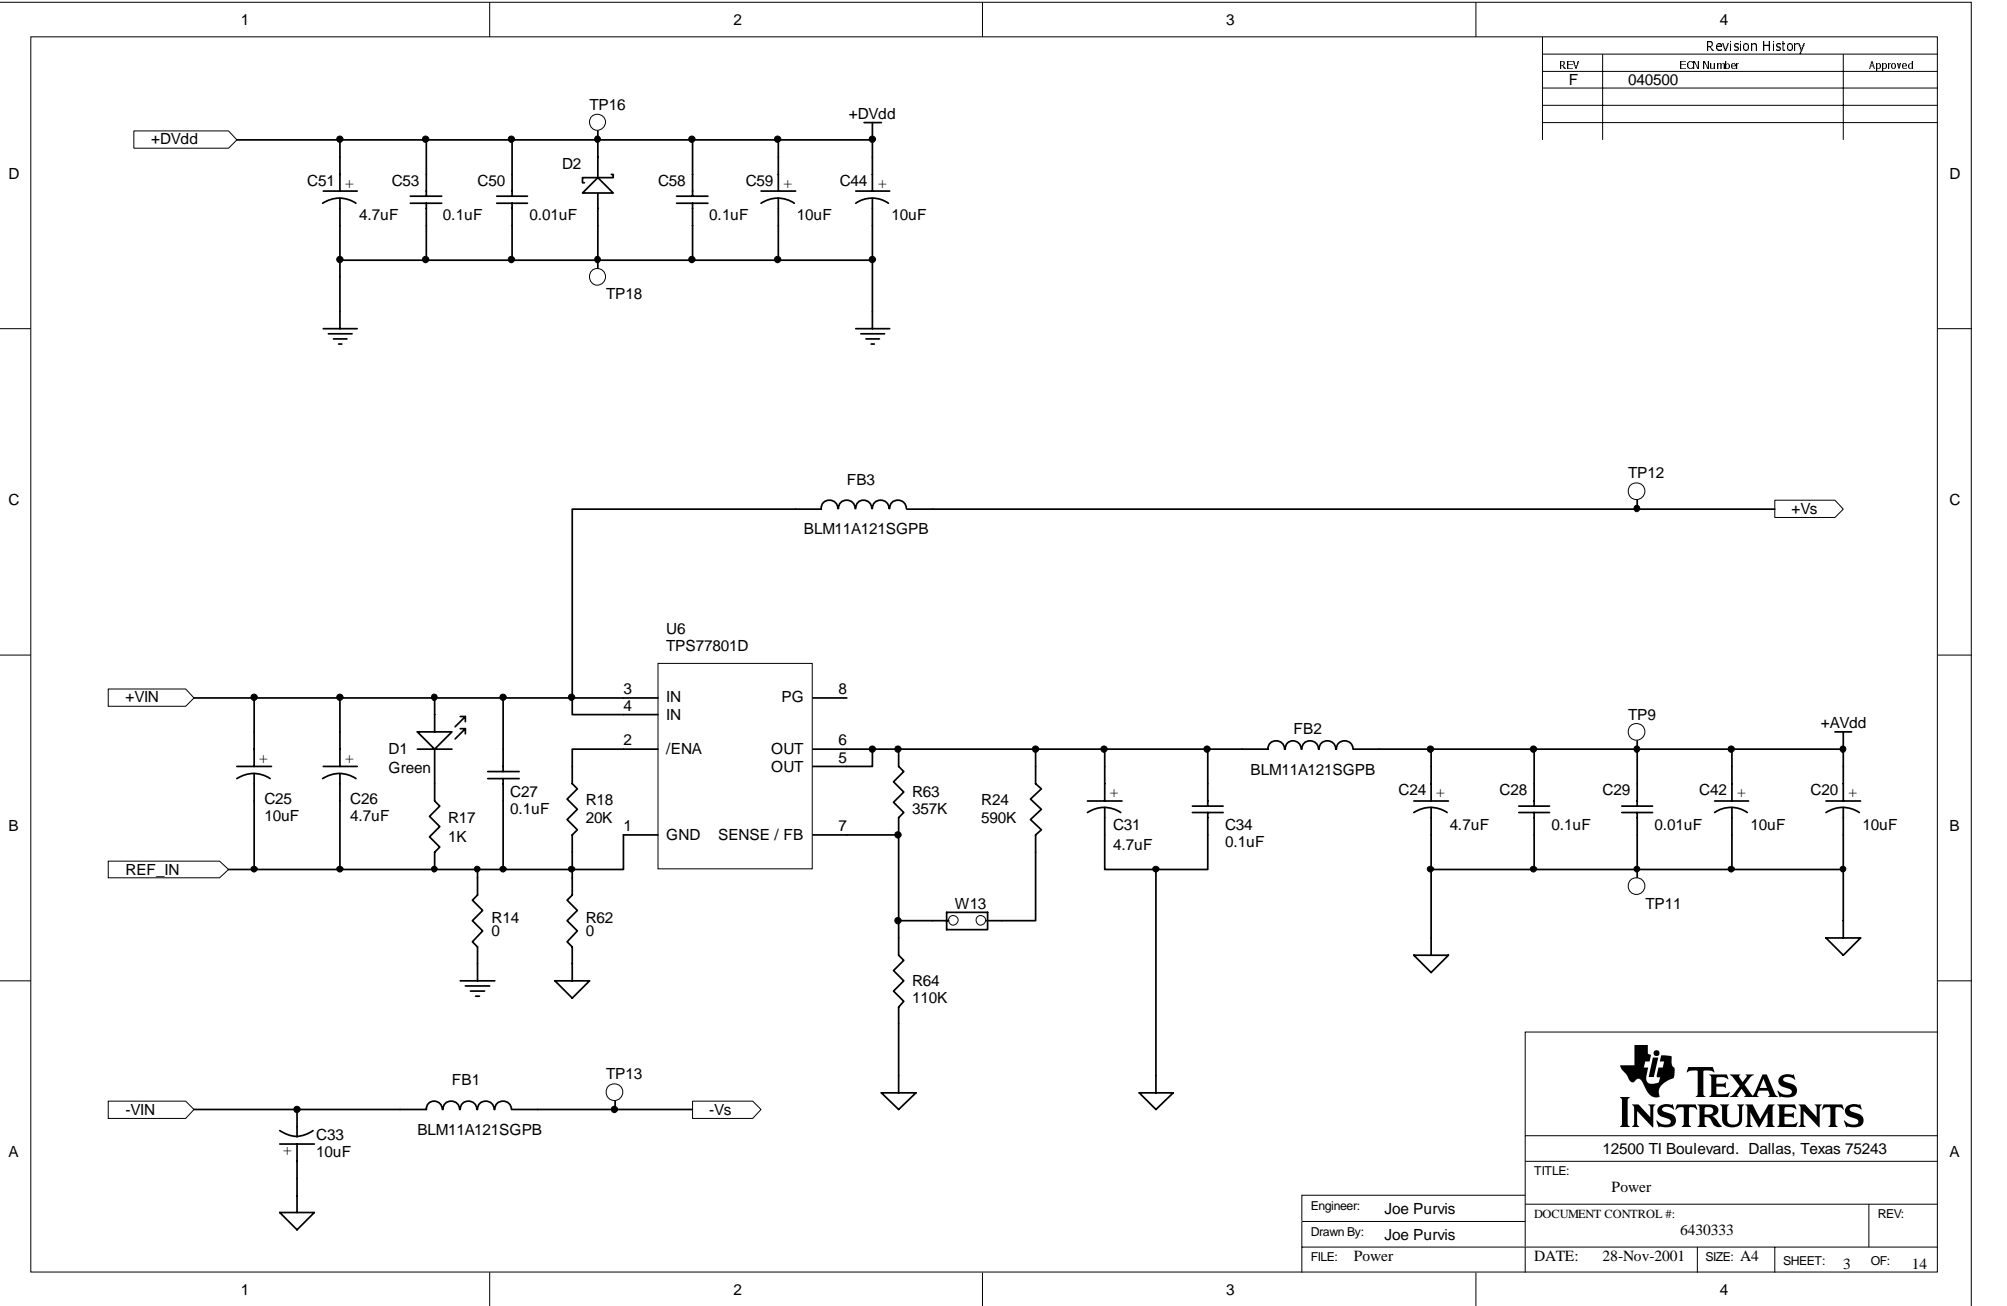 1 2 3 4
Revision History
REV ECN Number Approved
F 040500
D D
TP16
+DVdd
+DVdd
D2
C51 + C53 C50 C58 C59 + C44 +
4.7uF 0.1uF 0.01uF 0.1uF 10uF 10uF
TP18
C C
FB3
BLM11A121SGPB
TP12
+Vs
U6
TPS77801D
+VIN
3 IN PG 8
4 IN
2 /ENA OUT 6
OUT 5
1 GND SENSE / FB 7
+ +
D1
Green
C25
10uF
C26
4.7uF
R17
1K
C27
0.1uF
R18
20K
REF_IN
R14
0
R62
0
R63
357K
R24
590K
W13
R64
110K
+
C31
4.7uF
C34
0.1uF
FB2
BLM11A121SGPB
TP9
+AVdd
C24 + C28 C29 C42 + C20 +
4.7uF 0.1uF 0.01uF 10uF 10uF
TP11
B B
-VIN
FB1
BLM11A121SGPB
TP13
-Vs
C33
10uF
+
A A
TEXAS
INSTRUMENTS
12500 TI Boulevard. Dallas, Texas 75243
TITLE:
Power
Engineer: Joe Purvis
Drawn By: Joe Purvis
FILE: Power
DOCUMENT CONTROL #: REV:
6430333
DATE: 28-Nov-2001 SIZE: A4 SHEET: 3 OF: 14
1 2 3 4